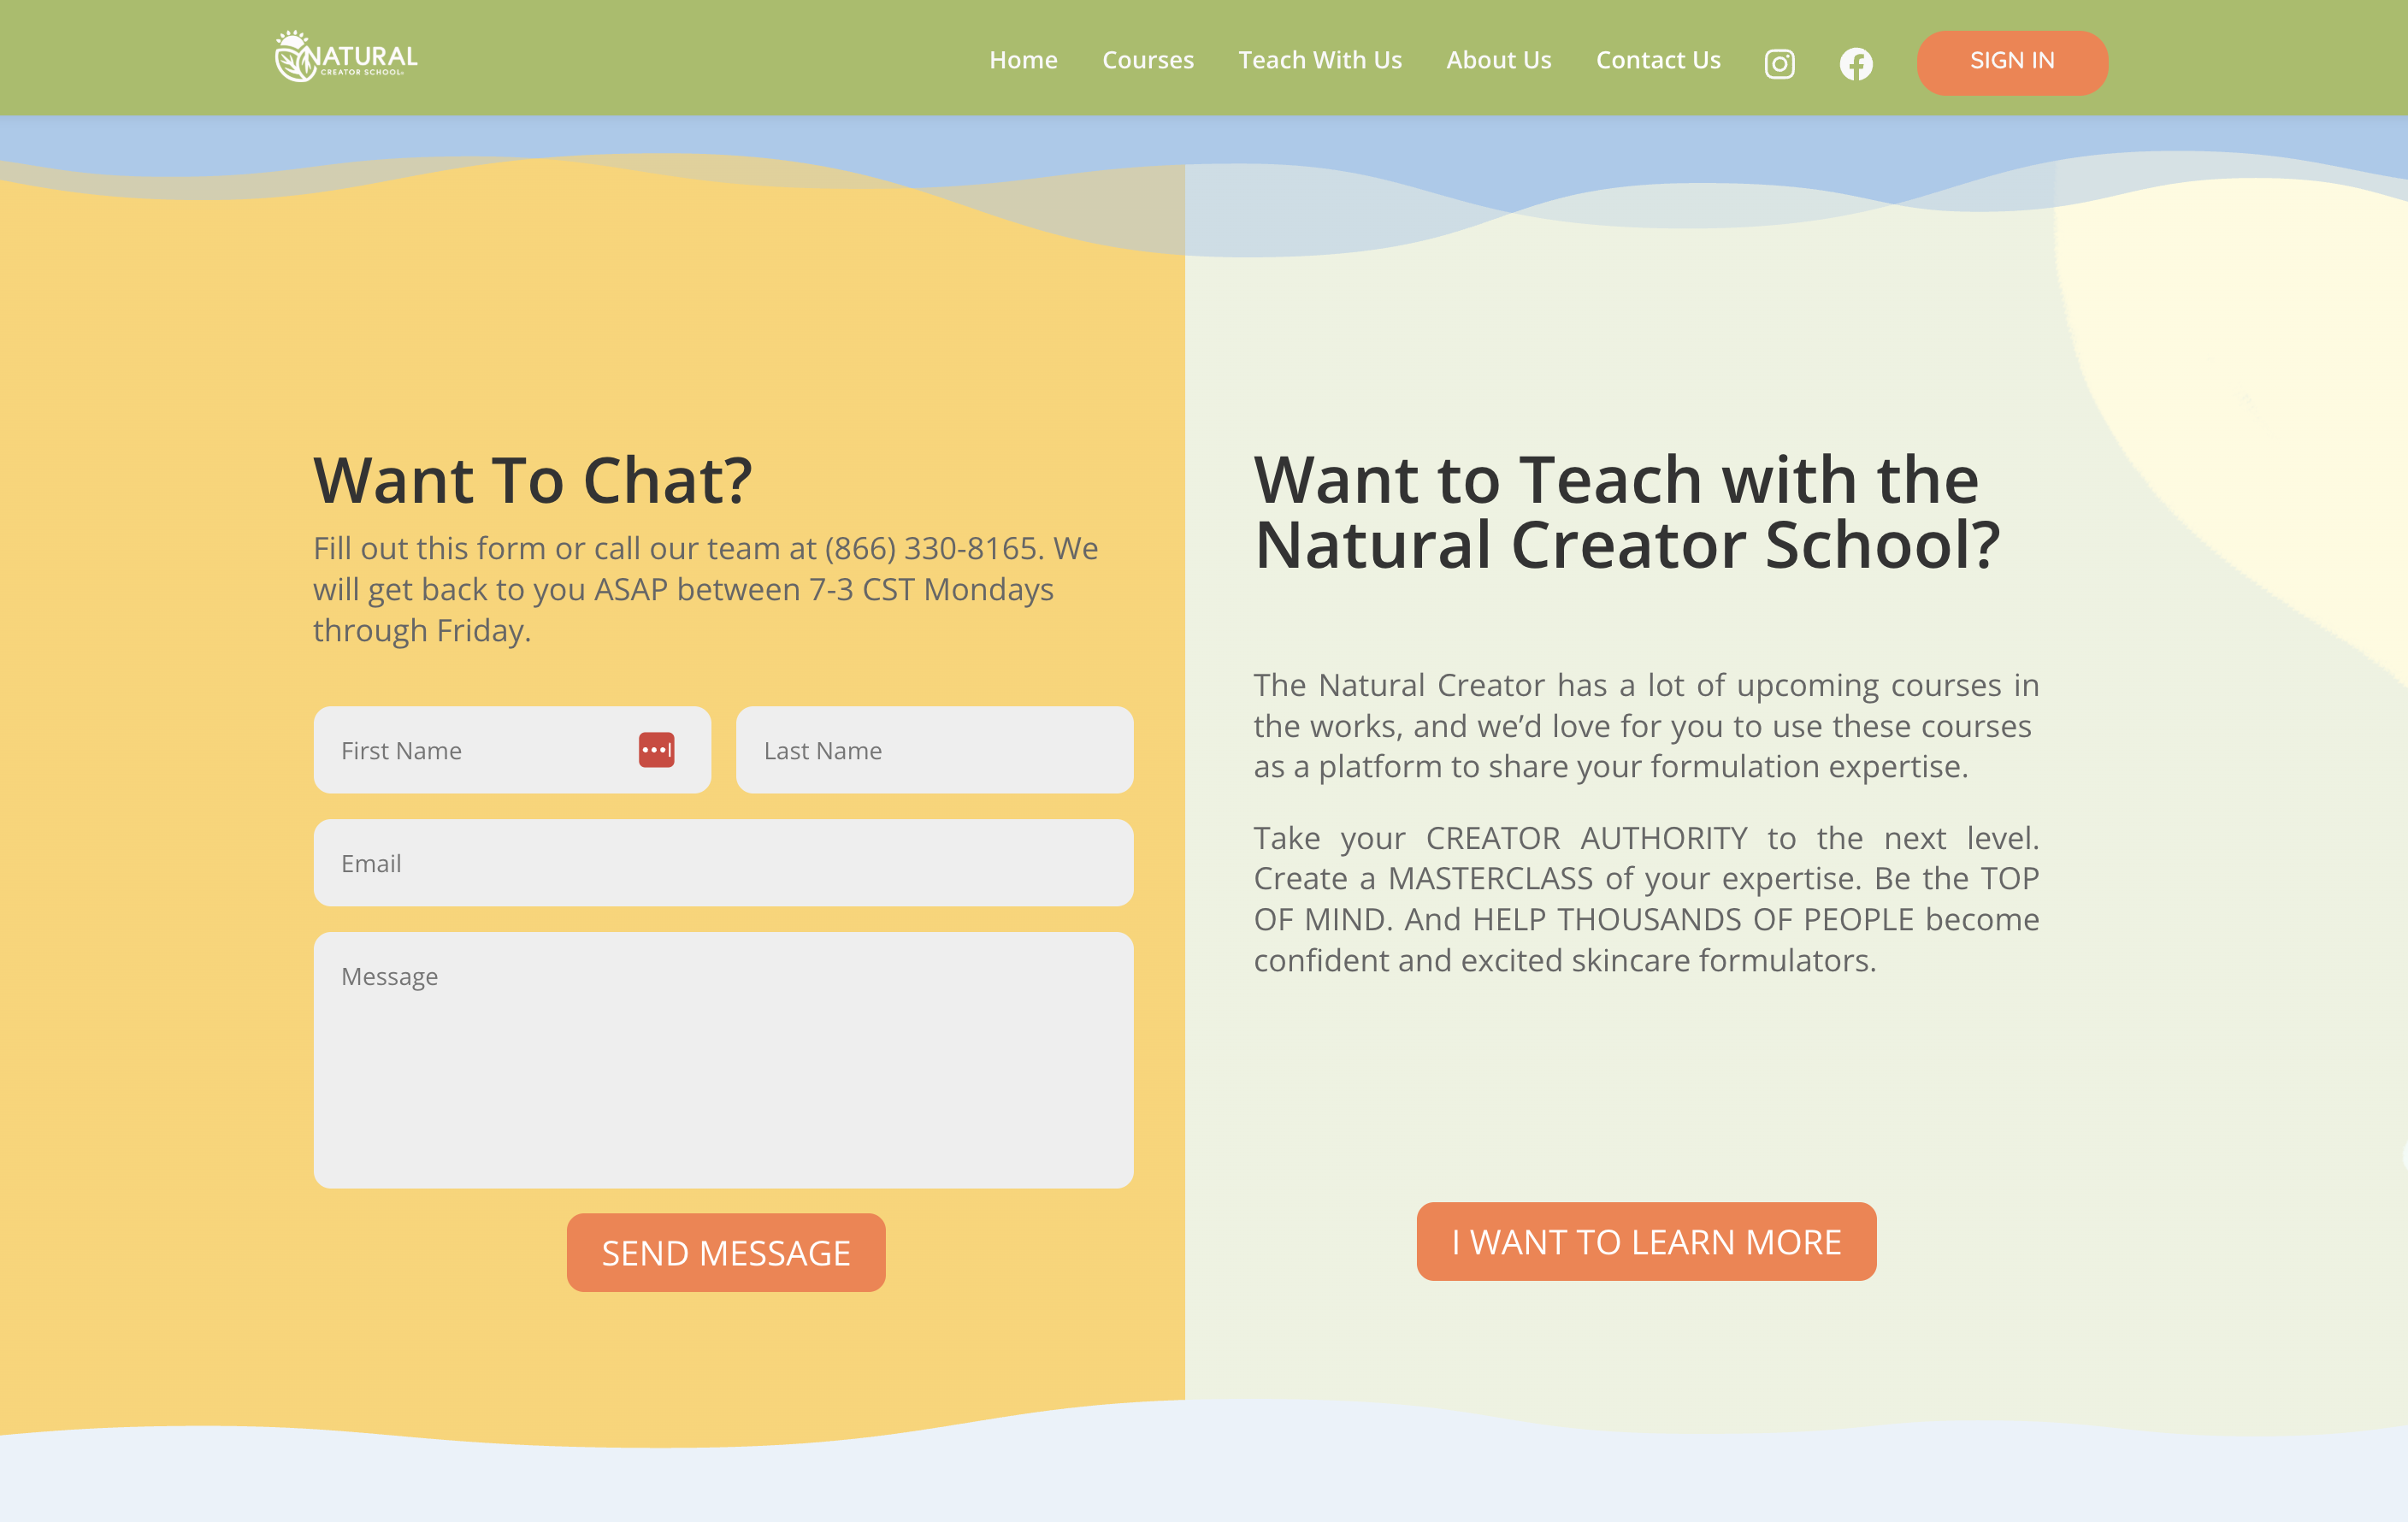 NATURAL
CREATOR SCHOOL
Home
Courses
Teach With Us
About Us
Contact Us
SIGN IN
Want To Chat?
Fill out this form or call our team at (866) 330-8165. We
will get back to you ASAP between 7-3 CST Mondays
through Friday.
First Name
Last Name
Email
Message
SEND MESSAGE
Want to Teach with the
Natural Creator School?
The Natural Creator has a lot of upcoming courses in
the works, and we’d love for you to use these courses
as a platform to share your formulation expertise.
Take your CREATOR AUTHORITY to the next level.
Create a MASTERCLASS of your expertise. Be the TOP
OF MIND. And HELP THOUSANDS OF PEOPLE become
confident and excited skincare formulators.
I WANT TO LEARN MORE